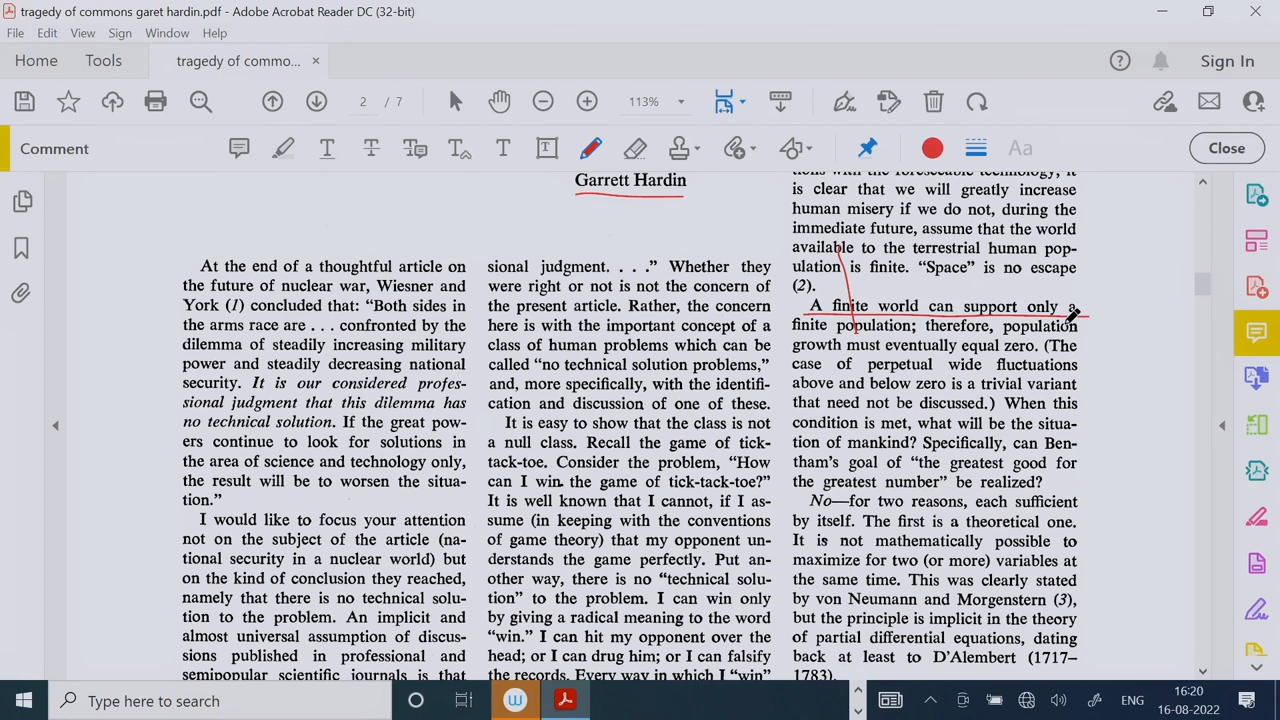 tragedy of commons garet hardin.pdf - Adobe Acrobat Reader DC (32-bit)
File Edit View Sign Window Help
Home Tools tragedy of commo... × Sign In
2 / 7 113%
Comment Close
Garrett Hardin
At the end of a thoughtful article on
the future of nuclear war, Wiesner and
York (1) concluded that: “Both sides in
the arms race are . . . confronted by the
dilemma of steadily increasing military
power and steadily decreasing national
security. It is our considered profes-
sional judgment that this dilemma has
no technical solution. If the great pow-
ers continue to look for solutions in
the area of science and technology only,
the result will be to worsen the situa-
tion.”
I would like to focus your attention
not on the subject of the article (na-
tional security in a nuclear world) but
on the kind of conclusion they reached,
namely that there is no technical solu-
tion to the problem. An implicit and
almost universal assumption of discus-
sions published in professional and
semipopular scientific journals is that
sional judgment. . . .” Whether they
were right or not is not the concern of
the present article. Rather, the concern
here is with the important concept of a
class of human problems which can be
called “no technical solution problems,”
and, more specifically, with the identifi-
cation and discussion of one of these.
It is easy to show that the class is not
a null class. Recall the game of tick-
tack-toe. Consider the problem, “How
can I win the game of tick-tack-toe?”
It is well known that I cannot, if I as-
sume (in keeping with the conventions
of game theory) that my opponent un-
derstands the game perfectly. Put an-
other way, there is no “technical solu-
tion” to the problem. I can win only
by giving a radical meaning to the word
“win.” I can hit my opponent over the
head; or I can drug him; or I can falsify
the records. Every way in which I “win”
tions with the foreseeable technology, it
is clear that we will greatly increase
human misery if we do not, during the
immediate future, assume that the world
available to the terrestrial human pop-
ulation is finite. “Space” is no escape
(2).
A finite world can support only a
finite population; therefore, population
growth must eventually equal zero. (The
case of perpetual wide fluctuations
above and below zero is a trivial variant
that need not be discussed.) When this
condition is met, what will be the situa-
tion of mankind? Specifically, can Ben-
tham’s goal of “the greatest good for
the greatest number” be realized?
No—for two reasons, each sufficient
by itself. The first is a theoretical one.
It is not mathematically possible to
maximize for two (or more) variables at
the same time. This was clearly stated
by von Neumann and Morgenstern (3),
but the principle is implicit in the theory
of partial differential equations, dating
back at least to D’Alembert (1717–
1783).
Type here to search
ENG
16:20
16-08-2022